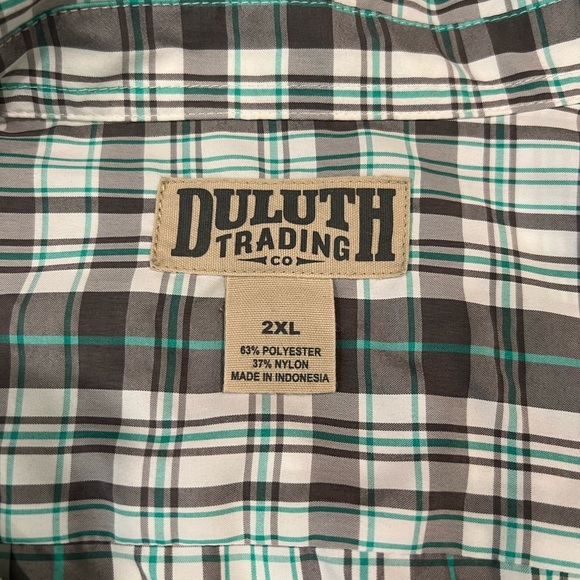 DULUTH
TRADING
CO
2XL
63% POLYESTER
37% NYLON
MADE IN INDONESIA